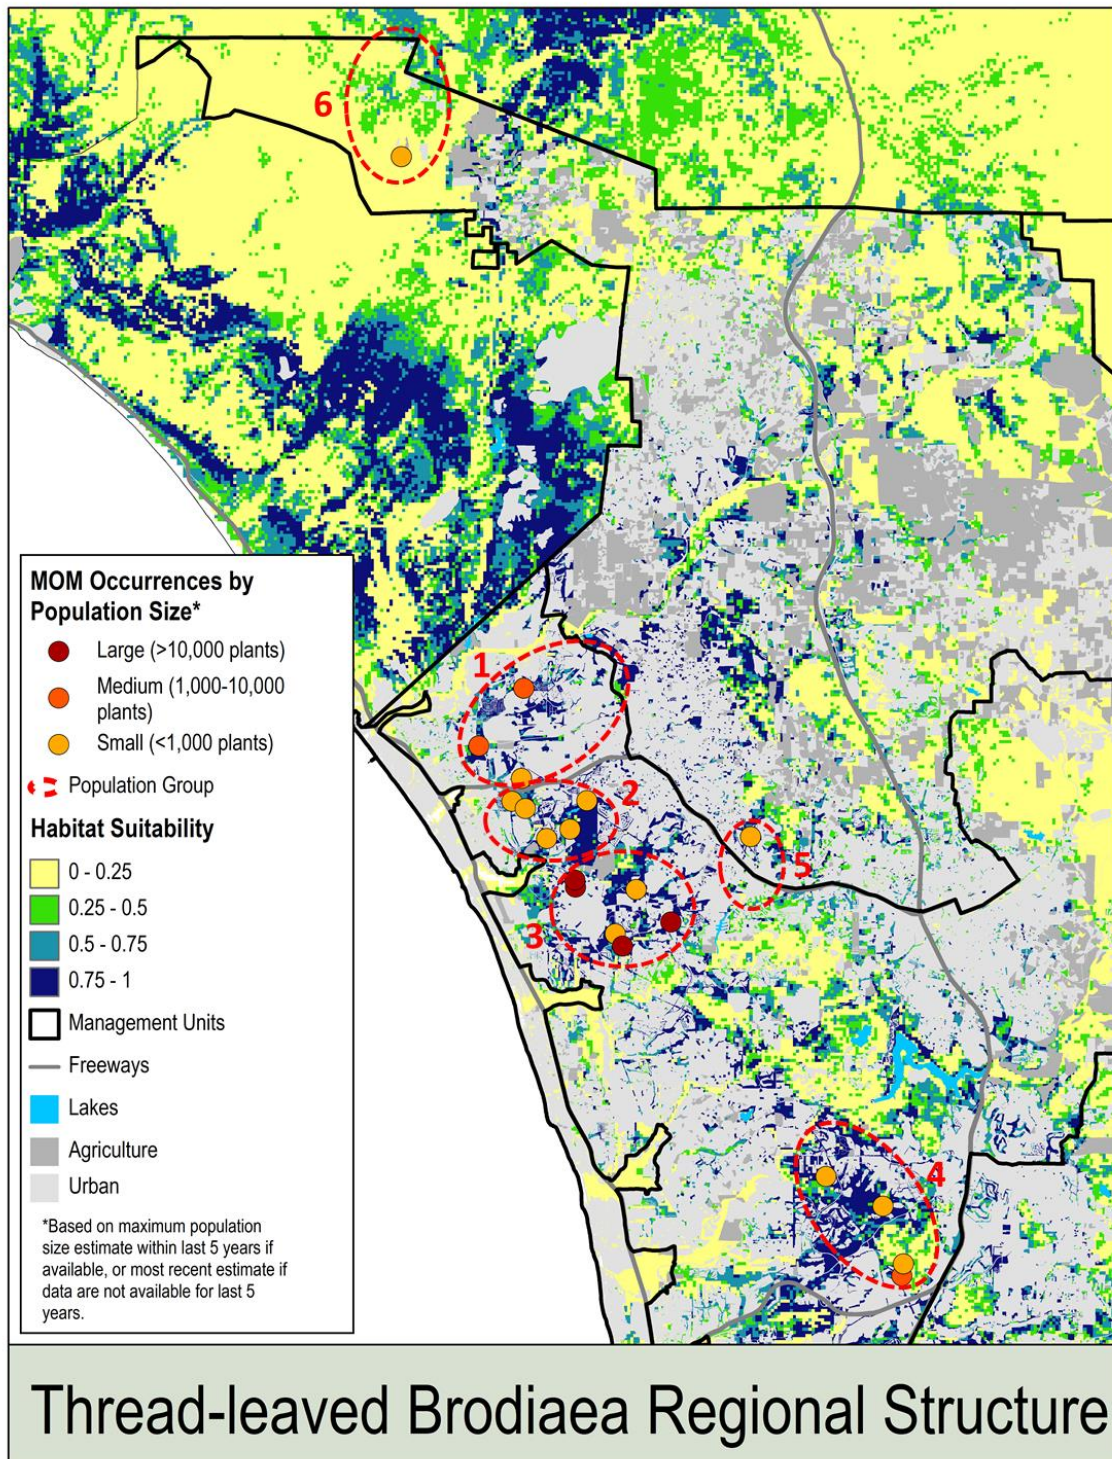 6
1
2
5
3
4
MOM Occurrences by
Population Size*
Large (>10,000 plants)
Medium (1,000-10,000
plants)
Small (<1,000 plants)
Population Group
Habitat Suitability
0 - 0.25
0.25 - 0.5
0.5 - 0.75
0.75 - 1
Management Units
Freeways
Lakes
Agriculture
Urban
*Based on maximum population
size estimate within last 5 years if
available, or most recent estimate if
data are not available for last 5
years.
Thread-leaved Brodiaea Regional Structure